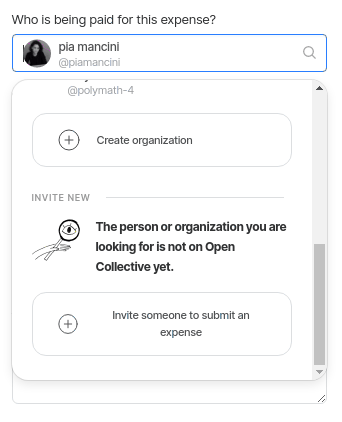 Who is being paid for this expense?
pia mancini
@piamancini
@polymath-4
Create organization
INVITE NEW
The person or organization you are
looking for is not on Open
Collective yet.
Invite someone to submit an
expense